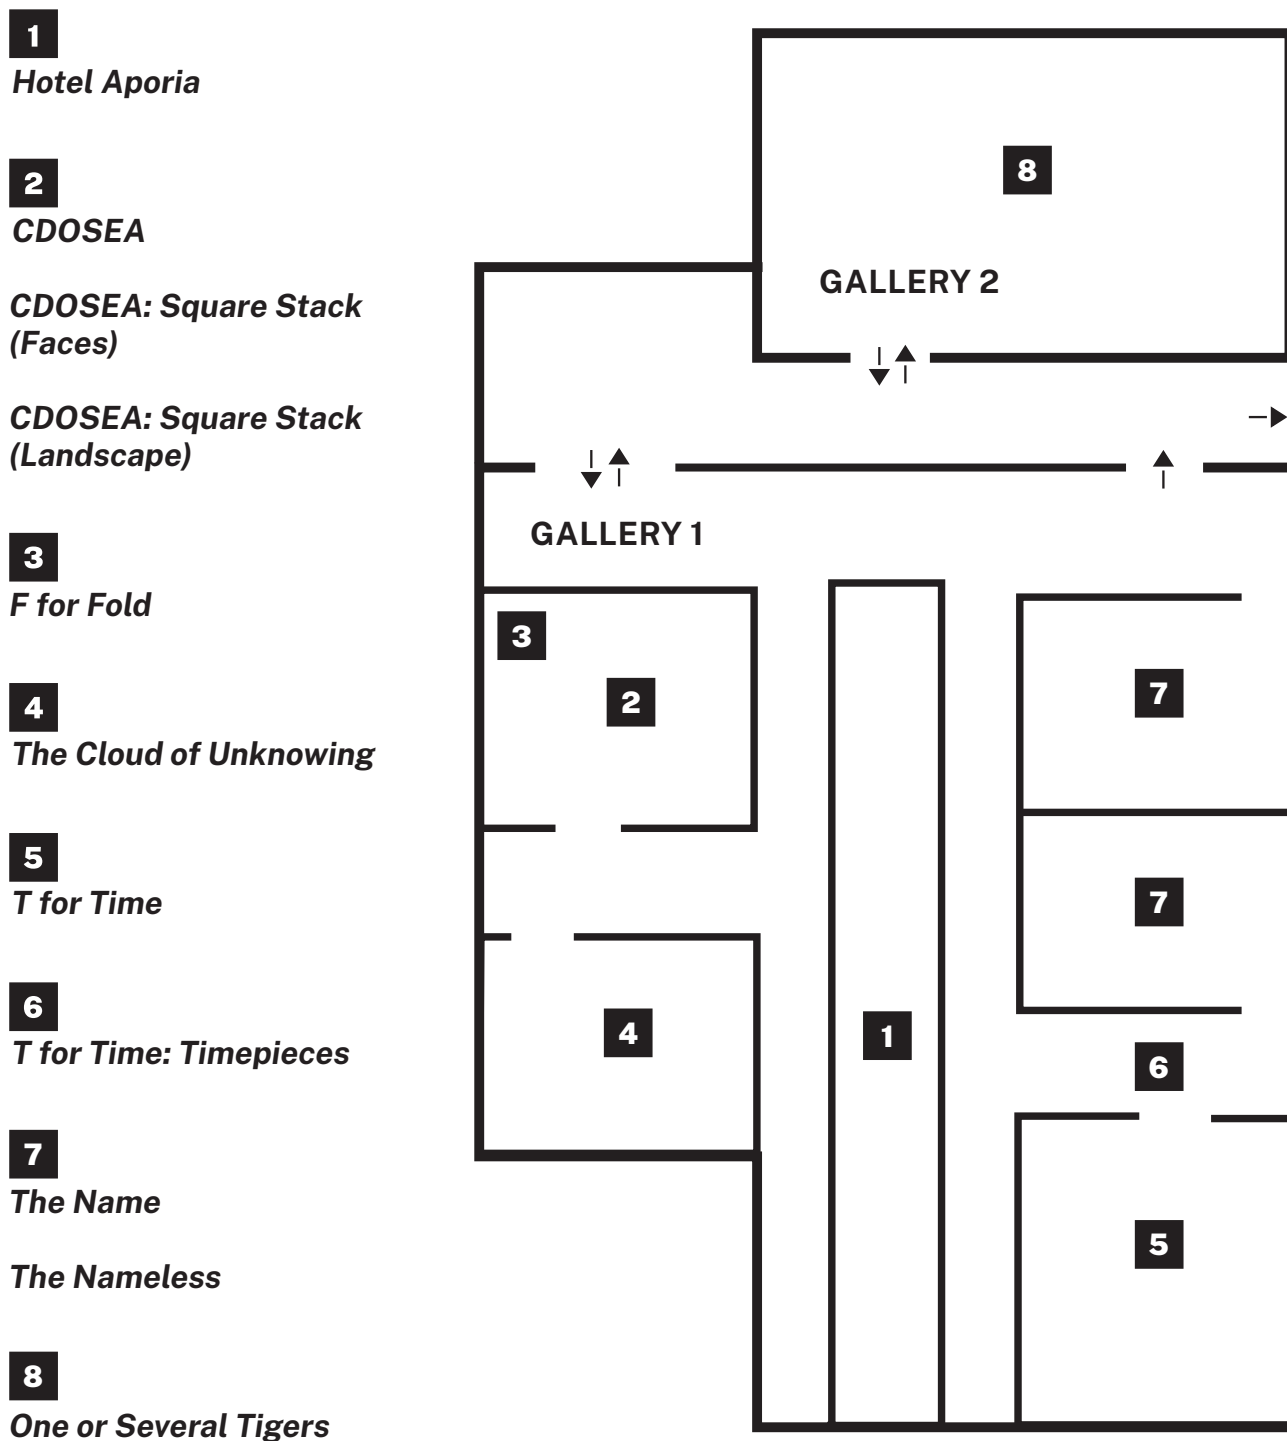 1
Hotel Aporia
2
CDOSEA
CDOSEA: Square Stack
(Faces)
CDOSEA: Square Stack
(Landscape)
3
F for Fold
4
The Cloud of Unknowing
5
T for Time
6
T for Time: Timepieces
7
The Name
The Nameless
8
One or Several Tigers
8
GALLERY 2
GALLERY 1
3
2
7
7
4
1
6
5